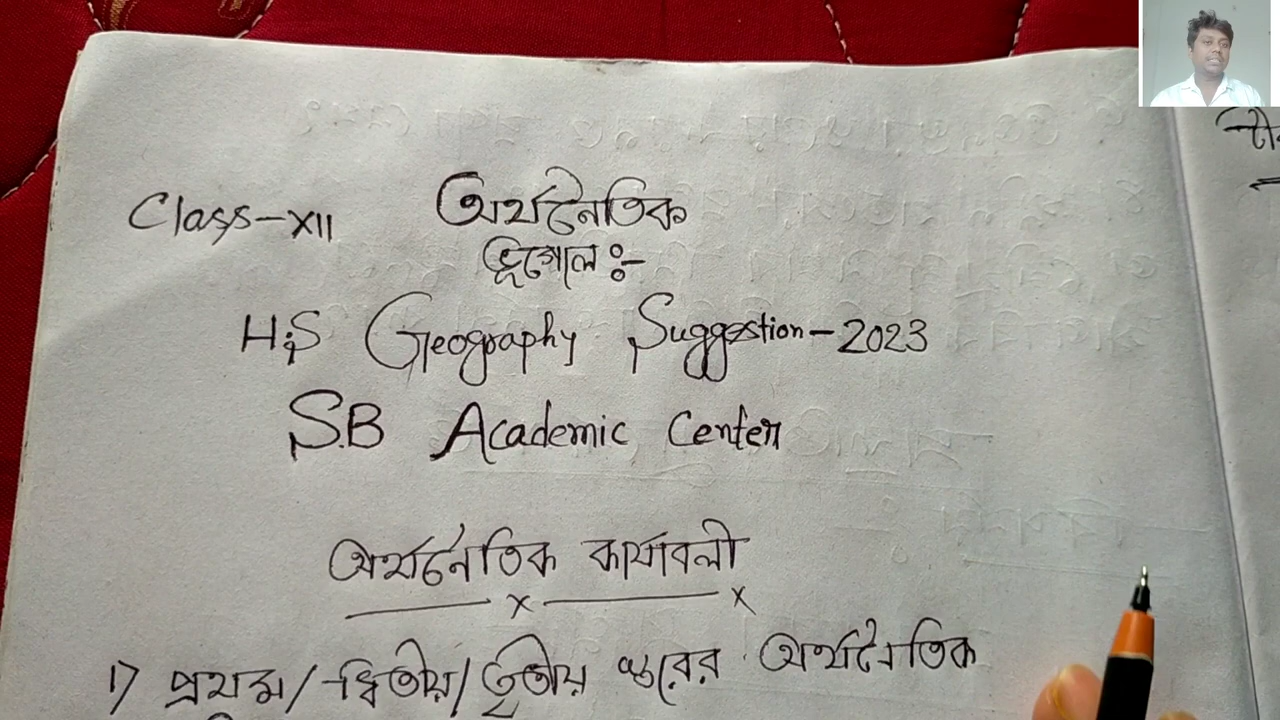 Class-XII অর্থনৈতিক
ভূগোল :-
H.S Geography Suggestion-2023
S.B Academic Center
অর্থনৈতিক কার্যাবলী
1) প্রথম/দ্বিতীয়/তৃতীয় স্তরের অর্থনৈতিক